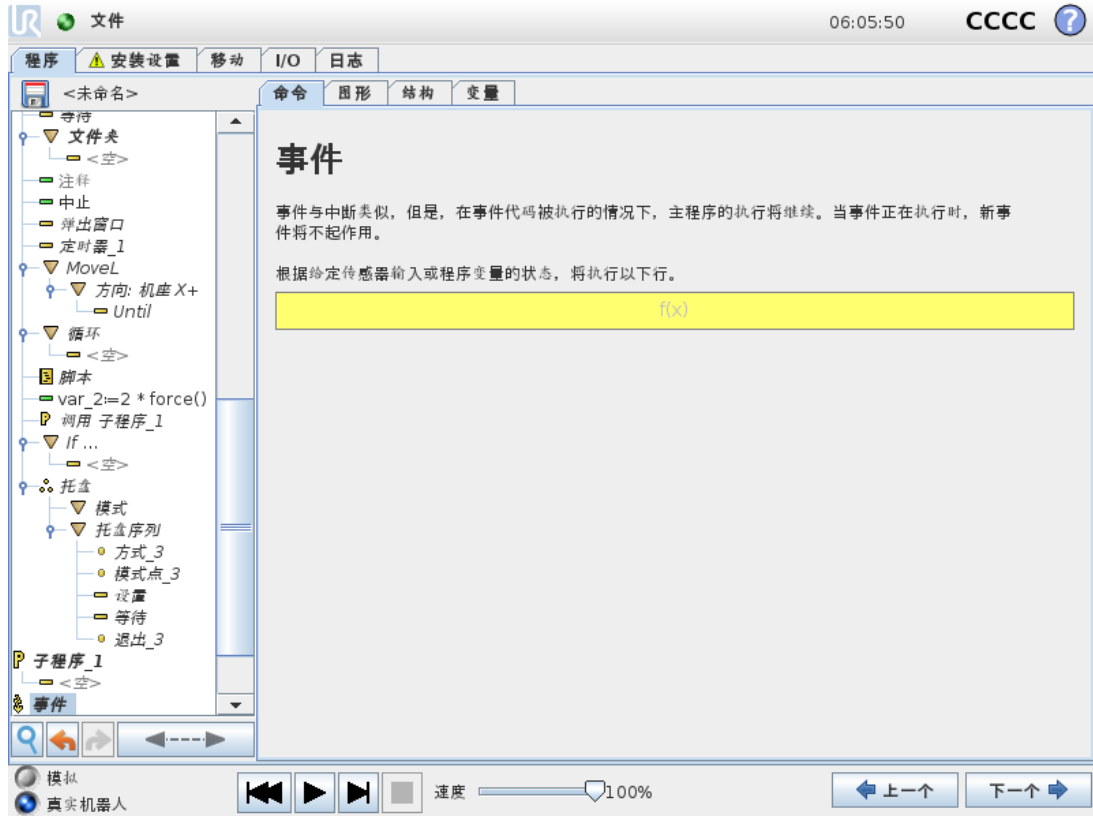 UR
文件
06:05:50
CCCC
?
程序
安装设置
移动
I/O
日志
<未命名>
命令
图形
结构
变量
等待
文件夹
<空>
注释
中止
弹出窗口
定时器_1
MoveL
方向: 机座 X+
Until
循环
<空>
脚本
var_2:=2 * force()
调用 子程序_1
If ...
<空>
托盘
模式
托盘序列
方式_3
模式点_3
设置
等待
退出_3
P 子程序_1
<空>
事件
事件
事件与中断类似，但是，在事件代码被执行的情况下，主程序的执行将继续。当事件正在执行时，新事
件将不起作用。
根据给定传感器输入或程序变量的状态，将执行以下行。
f(x)
模拟
真实机器人
速度
100%
上一个
下一个